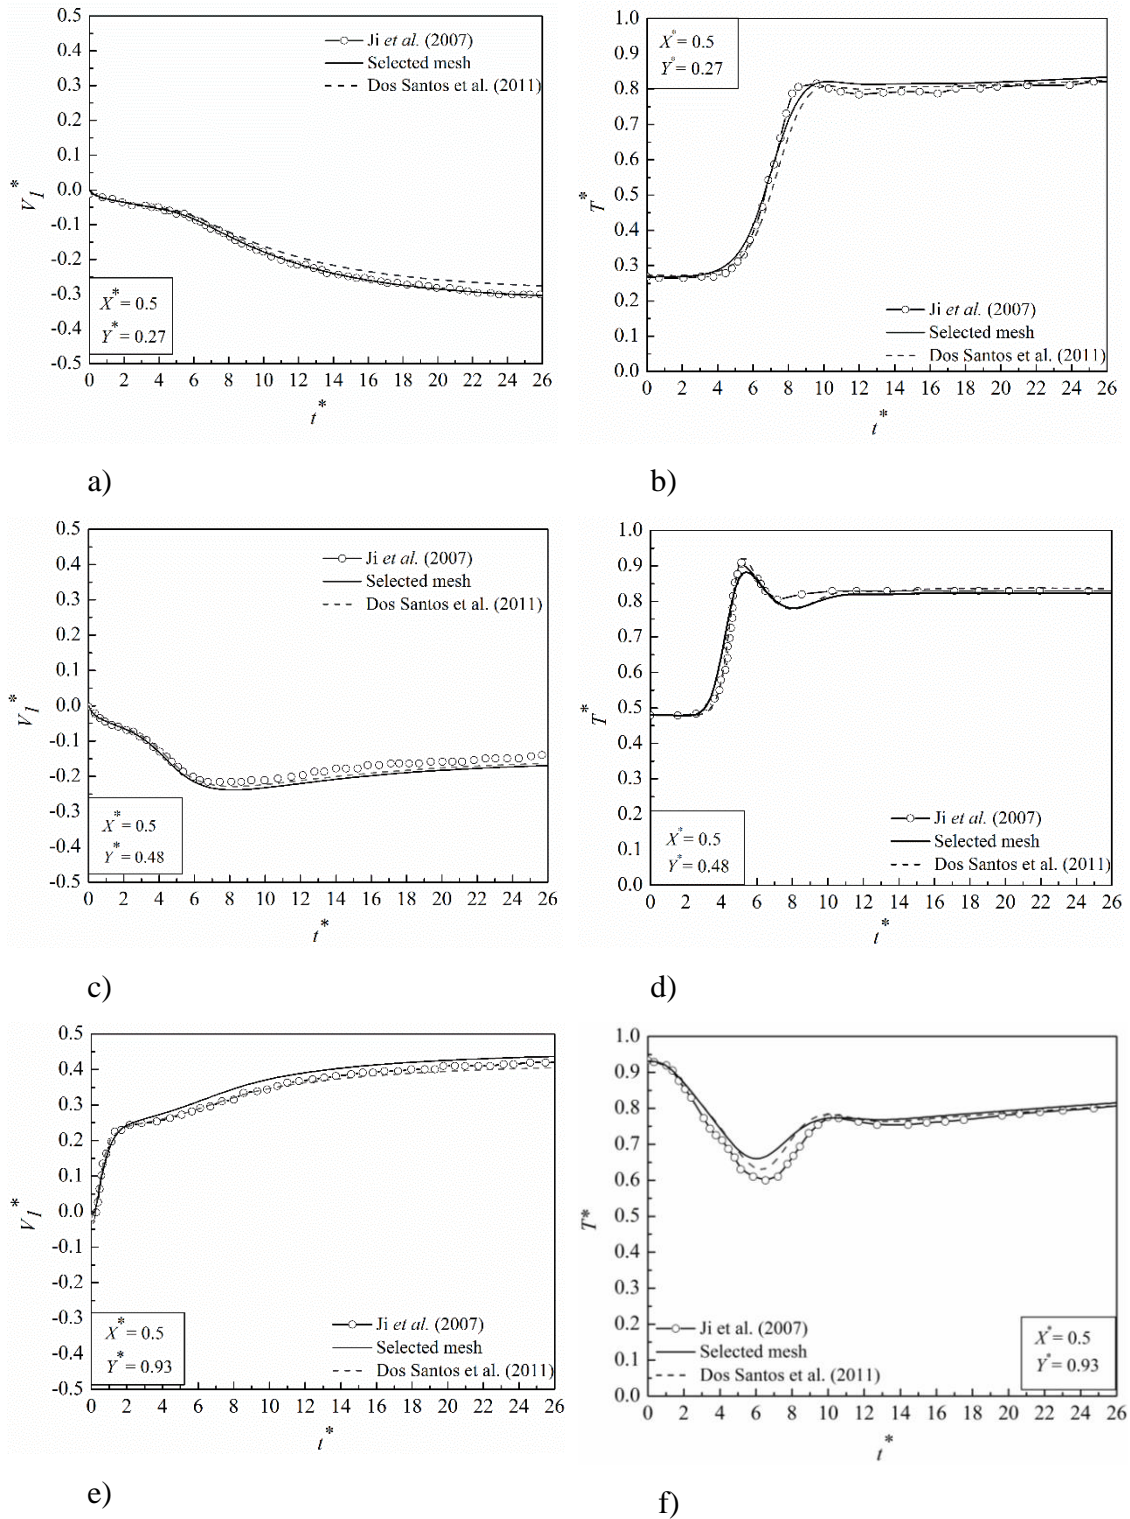 0.5
0.4
0.3
0.2
0.1
0.0
-0.1
-0.2
-0.3
-0.4
-0.5
V1*
Ji et al. (2007)
Selected mesh
Dos Santos et al. (2011)
X* = 0.5
Y* = 0.27
0 2 4 6 8 10 12 14 16 18 20 22 24 26
t*
a)
1.0
0.9
0.8
0.7
0.6
0.5
0.4
0.3
0.2
0.1
0.0
T*
X* = 0.5
Y* = 0.27
Ji et al. (2007)
Selected mesh
Dos Santos et al. (2011)
0 2 4 6 8 10 12 14 16 18 20 22 24 26
t*
b)
0.5
0.4
0.3
0.2
0.1
0.0
-0.1
-0.2
-0.3
-0.4
-0.5
V1*
Ji et al. (2007)
Selected mesh
Dos Santos et al. (2011)
X* = 0.5
Y* = 0.48
0 2 4 6 8 10 12 14 16 18 20 22 24 26
t*
c)
1.0
0.9
0.8
0.7
0.6
0.5
0.4
0.3
0.2
0.1
0.0
T*
Ji et al. (2007)
Selected mesh
Dos Santos et al. (2011)
X* = 0.5
Y* = 0.48
0 2 4 6 8 10 12 14 16 18 20 22 24 26
t*
d)
0.5
0.4
0.3
0.2
0.1
0.0
-0.1
-0.2
-0.3
-0.4
-0.5
V1*
X* = 0.5
Y* = 0.93
Ji et al. (2007)
Selected mesh
Dos Santos et al. (2011)
0 2 4 6 8 10 12 14 16 18 20 22 24 26
t*
e)
1.0
0.9
0.8
0.7
0.6
0.5
0.4
0.3
0.2
0.1
0.0
T*
Ji et al. (2007)
Selected mesh
Dos Santos et al. (2011)
X* = 0.5
Y* = 0.93
0 2 4 6 8 10 12 14 16 18 20 22 24 26
t*
f)